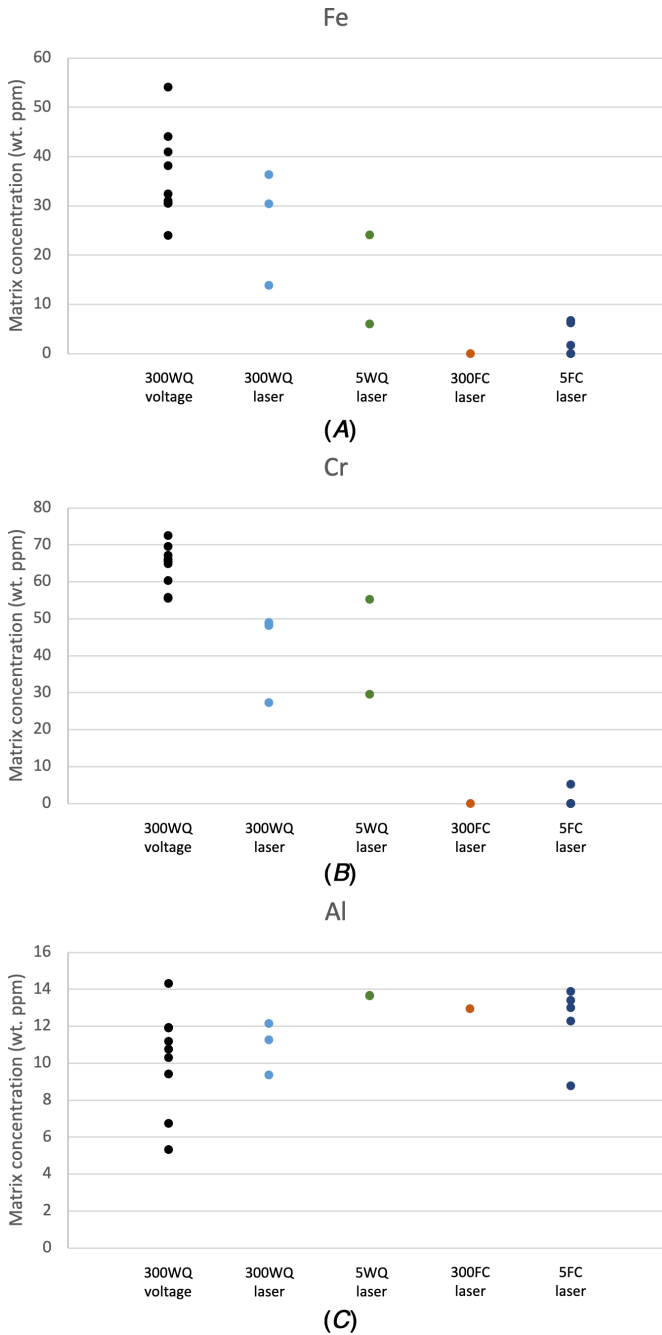 Fe
Matrix concentration (wt. ppm)
60
50
40
30
20
10
0
300WQ 300WQ 5WQ 300FC 5FC
voltage laser laser laser laser
(A)
Cr
Matrix concentration (wt. ppm)
80
70
60
50
40
30
20
10
0
300WQ 300WQ 5WQ 300FC 5FC
voltage laser laser laser laser
(B)
Al
Matrix concentration (wt. ppm)
16
14
12
10
8
6
4
2
0
300WQ 300WQ 5WQ 300FC 5FC
voltage laser laser laser laser
(C)